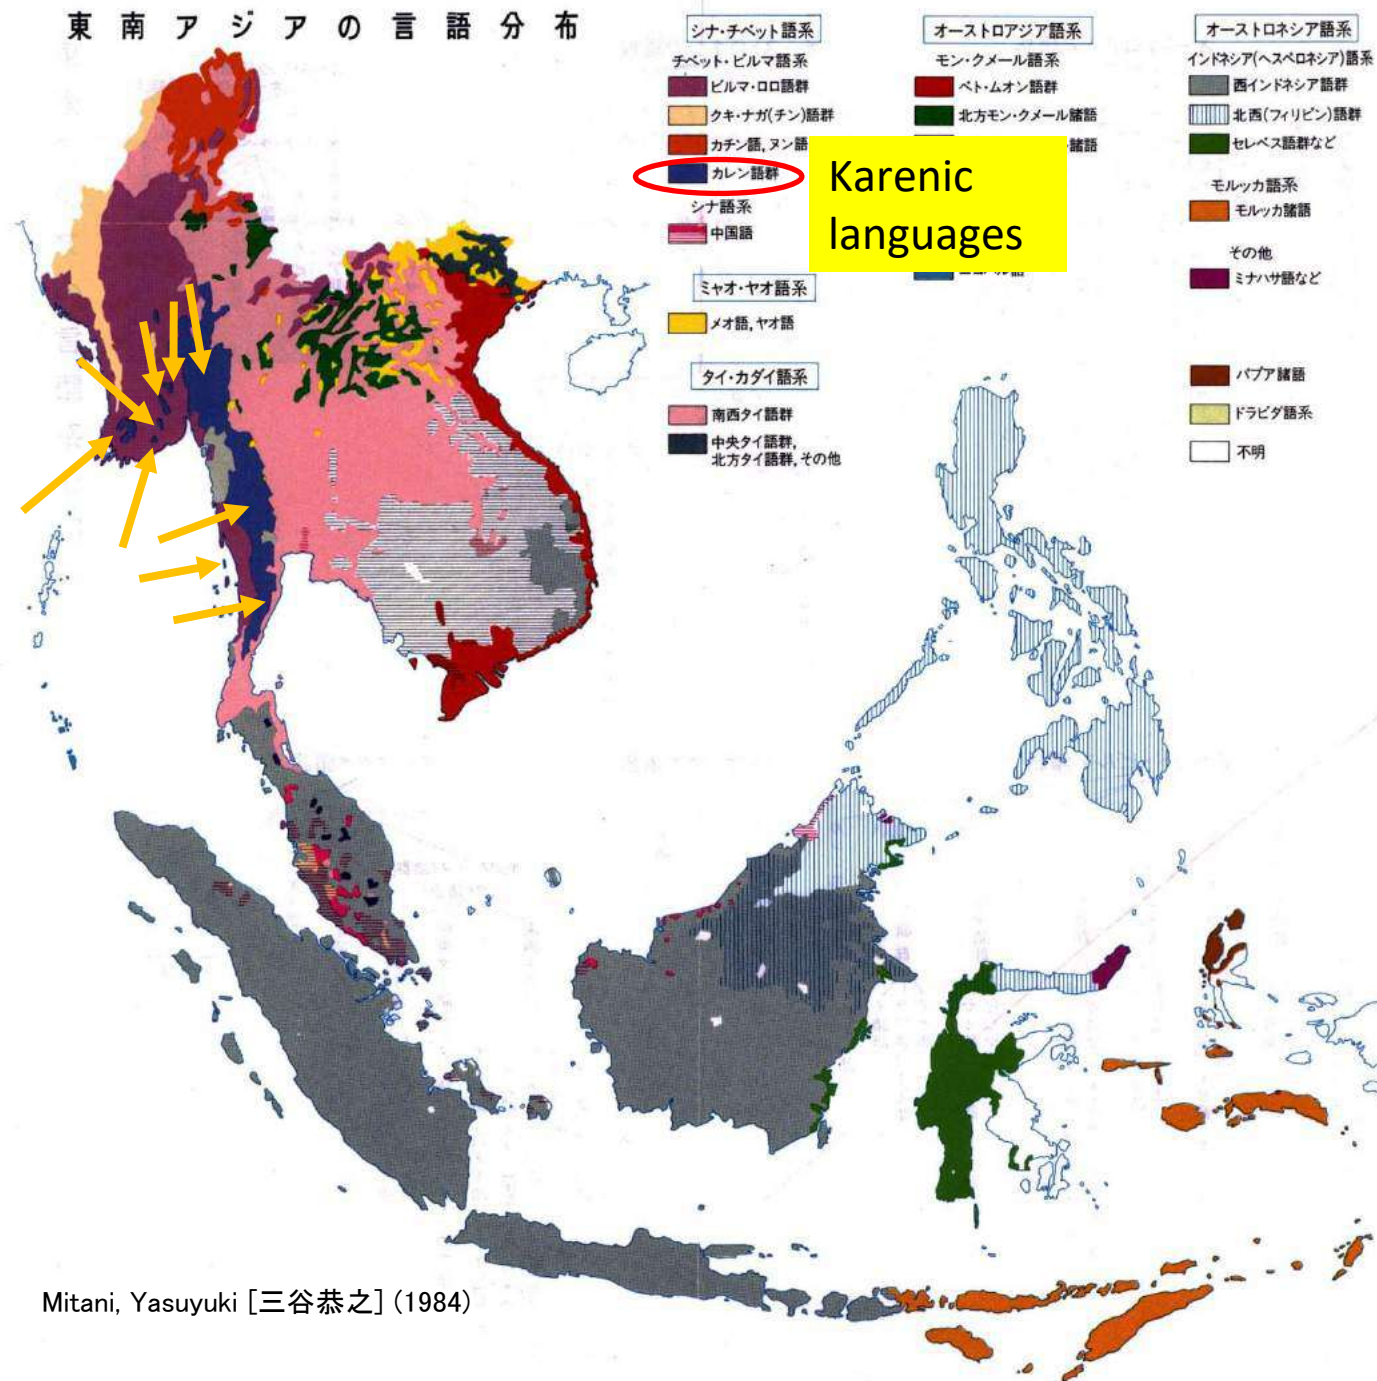 東南アジアの言語分布
シナ・チベット語系
チベット・ビルマ語系
ビルマ・ロロ語群
クキ・ナガ(チン)語群
カチン語,ヌン語
カレン語群
シナ語系
中国語
ミャオ・ヤオ語系
メオ語,ヤオ語
タイ・カダイ語系
南西タイ語群
中央タイ語群,
北方タイ語群,その他
オーストロアジア語系
モン・クメール語系
ベト・ムオン語群
北方モン・クメール諸語
諸語
Karenic
languages
オーストロネシア語系
インドネシア(ヘスペロネシア)語系
西インドネシア語群
北西(フィリピン)語群
セレベス語群など
モルッカ語系
モルッカ諸語
その他
ミナハサ語など
パプア諸語
ドラビダ語系
不明
Mitani, Yasuyuki [三谷恭之] (1984)